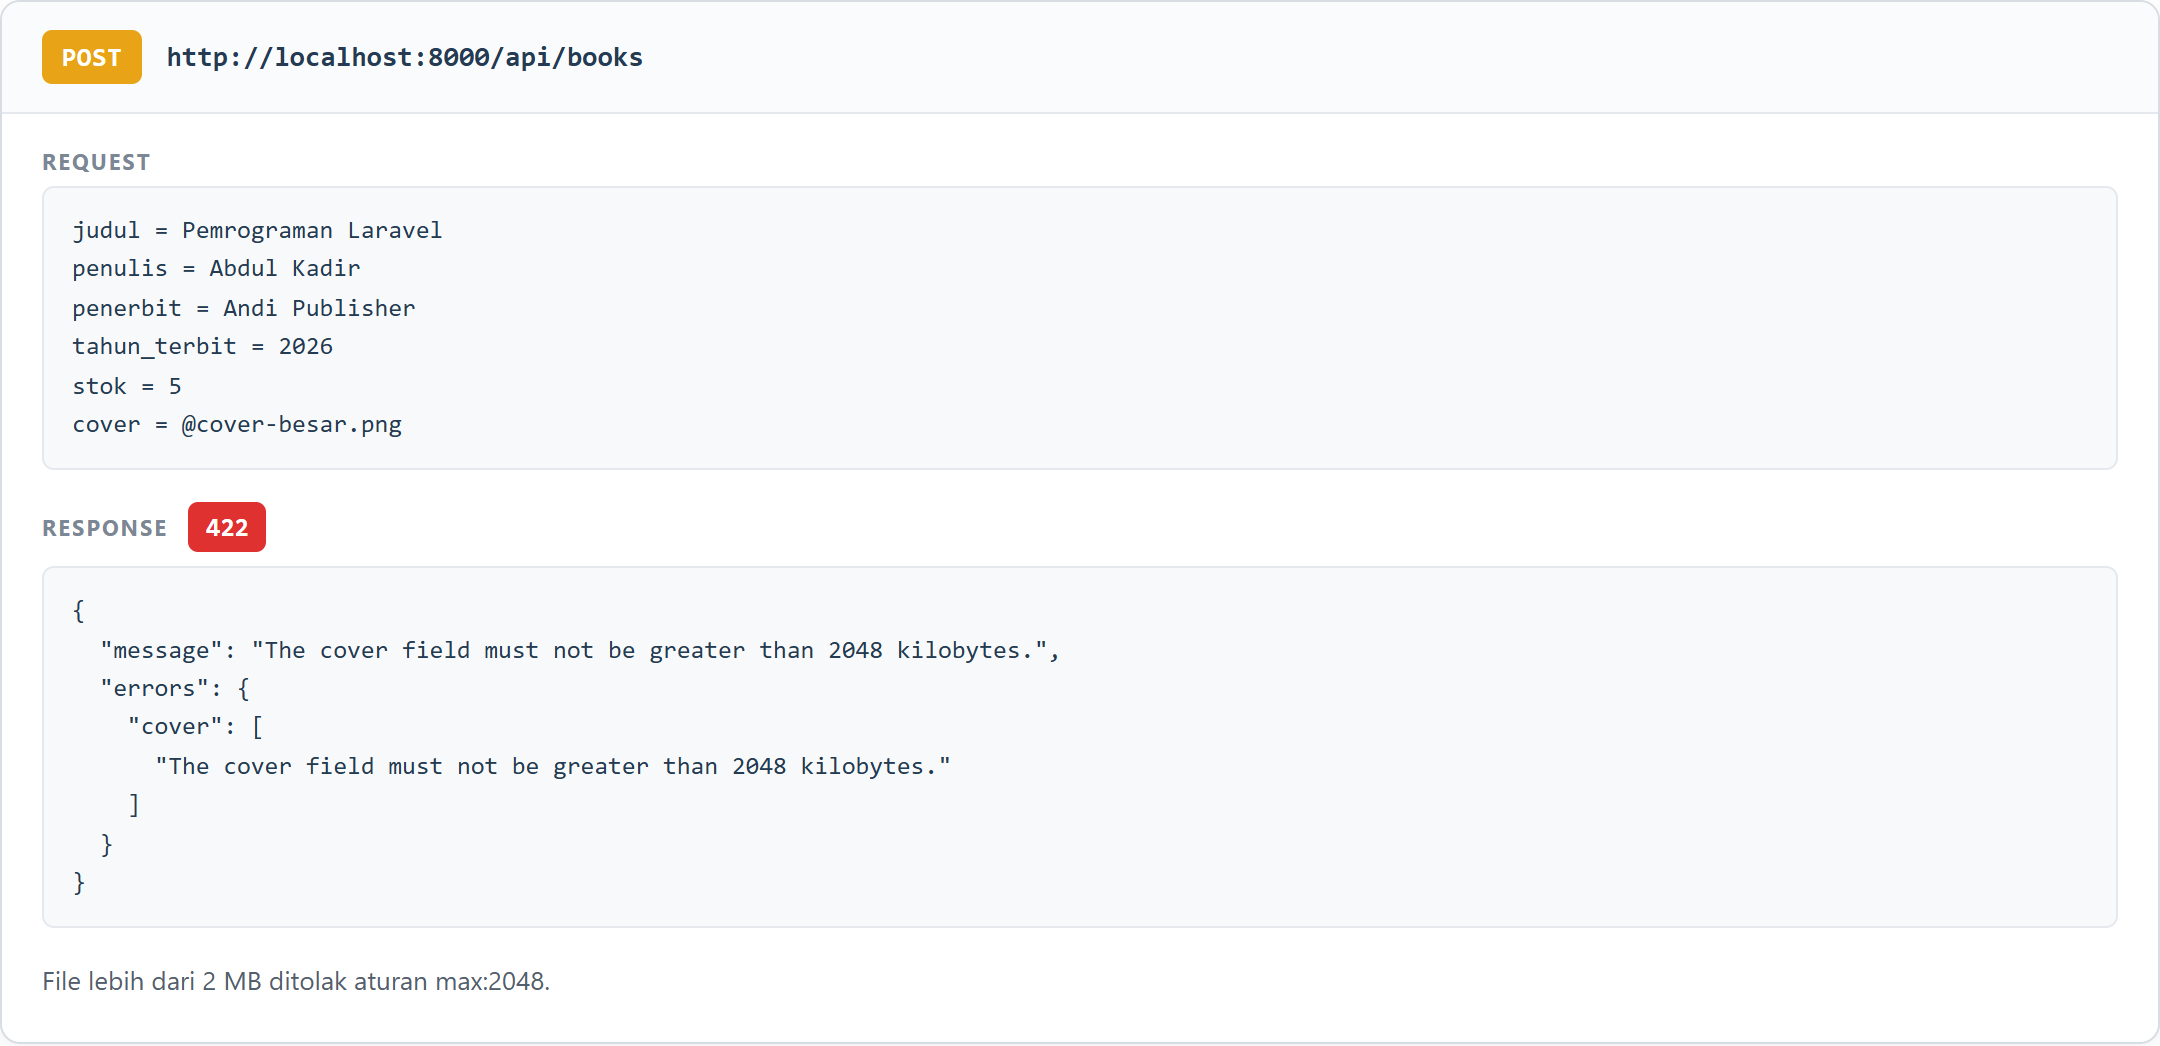 POST http://localhost:8000/api/books
REQUEST
judul = Pemrograman Laravel
penulis = Abdul Kadir
penerbit = Andi Publisher
tahun_terbit = 2026
stok = 5
cover = @cover-besar.png
RESPONSE 422
{
  "message": "The cover field must not be greater than 2048 kilobytes.",
  "errors": {
    "cover": [
      "The cover field must not be greater than 2048 kilobytes."
    ]
  }
}
File lebih dari 2 MB ditolak aturan max:2048.